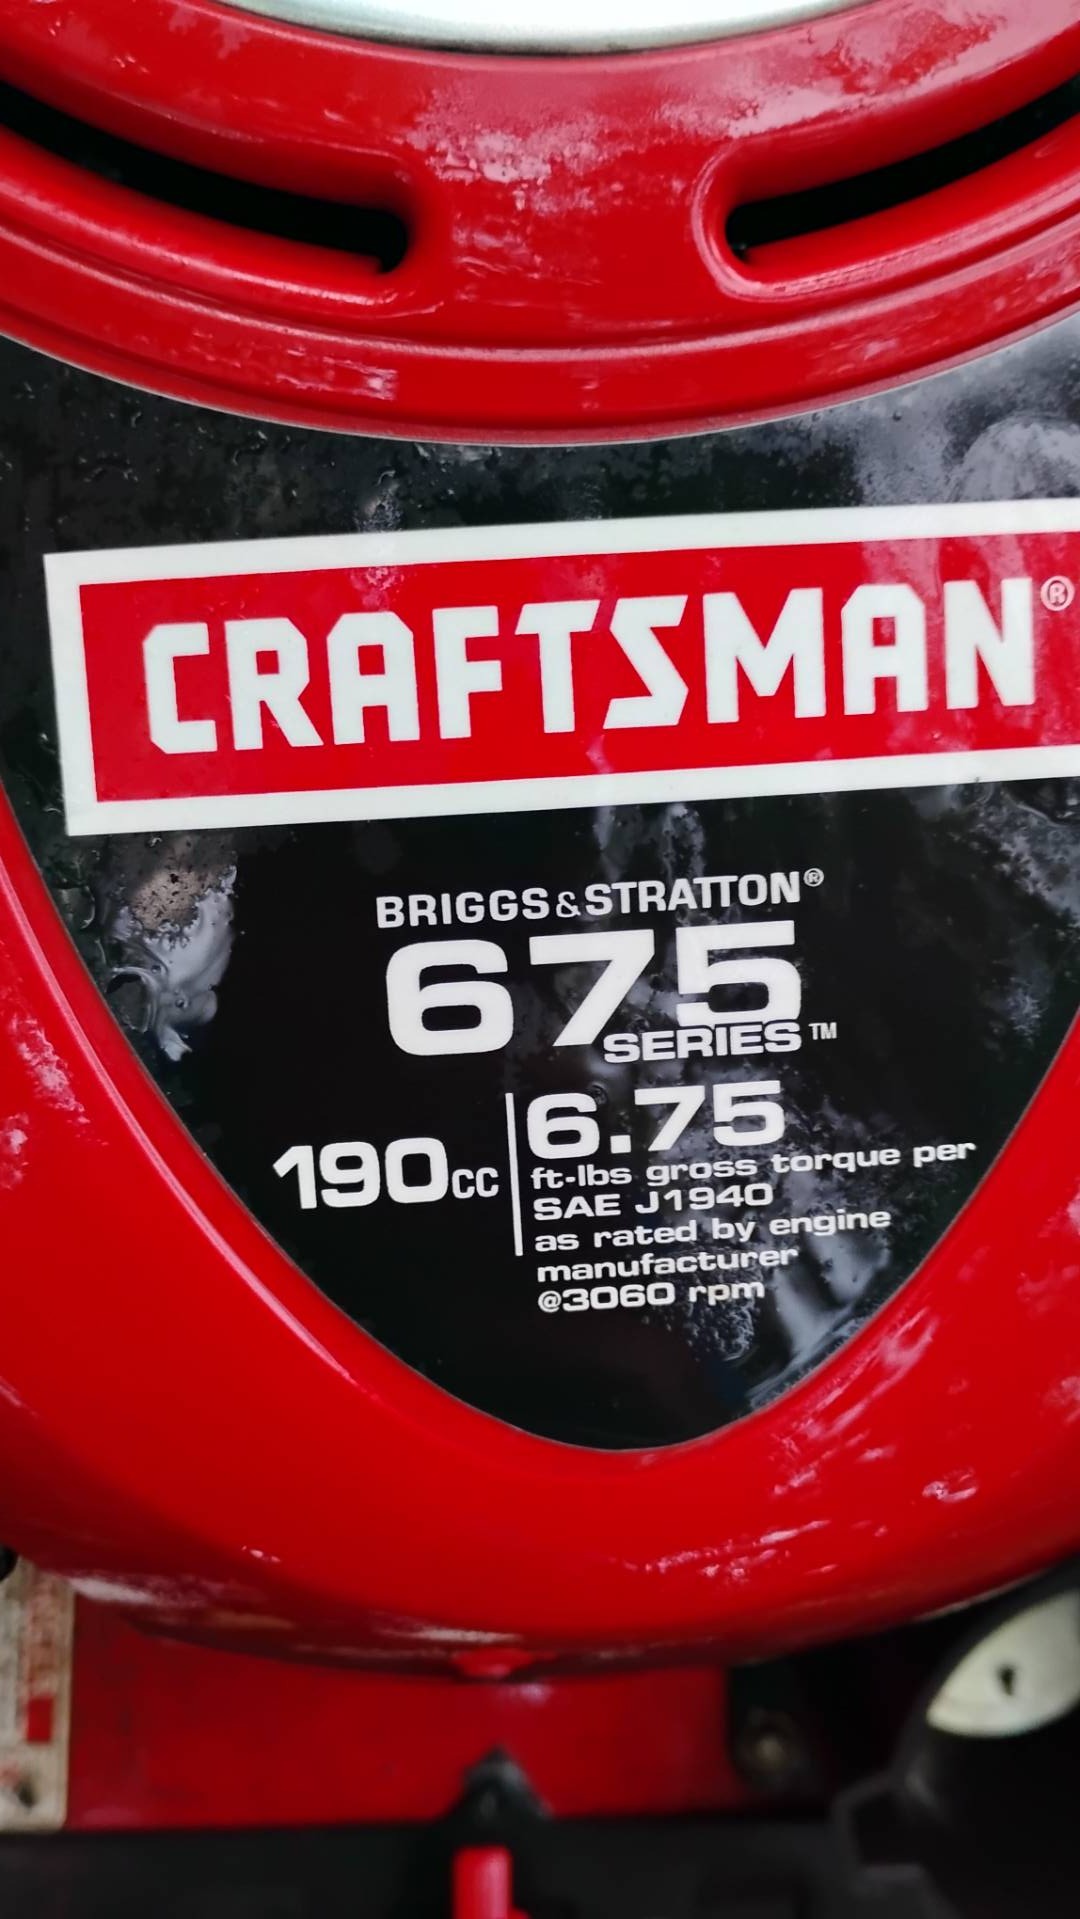 CRAFTSMAN®
BRIGGS&STRATTON®
675
SERIES™
190cc
6.75
ft-lbs gross torque per
SAE J1940
as rated by engine
manufacturer
@3060 rpm